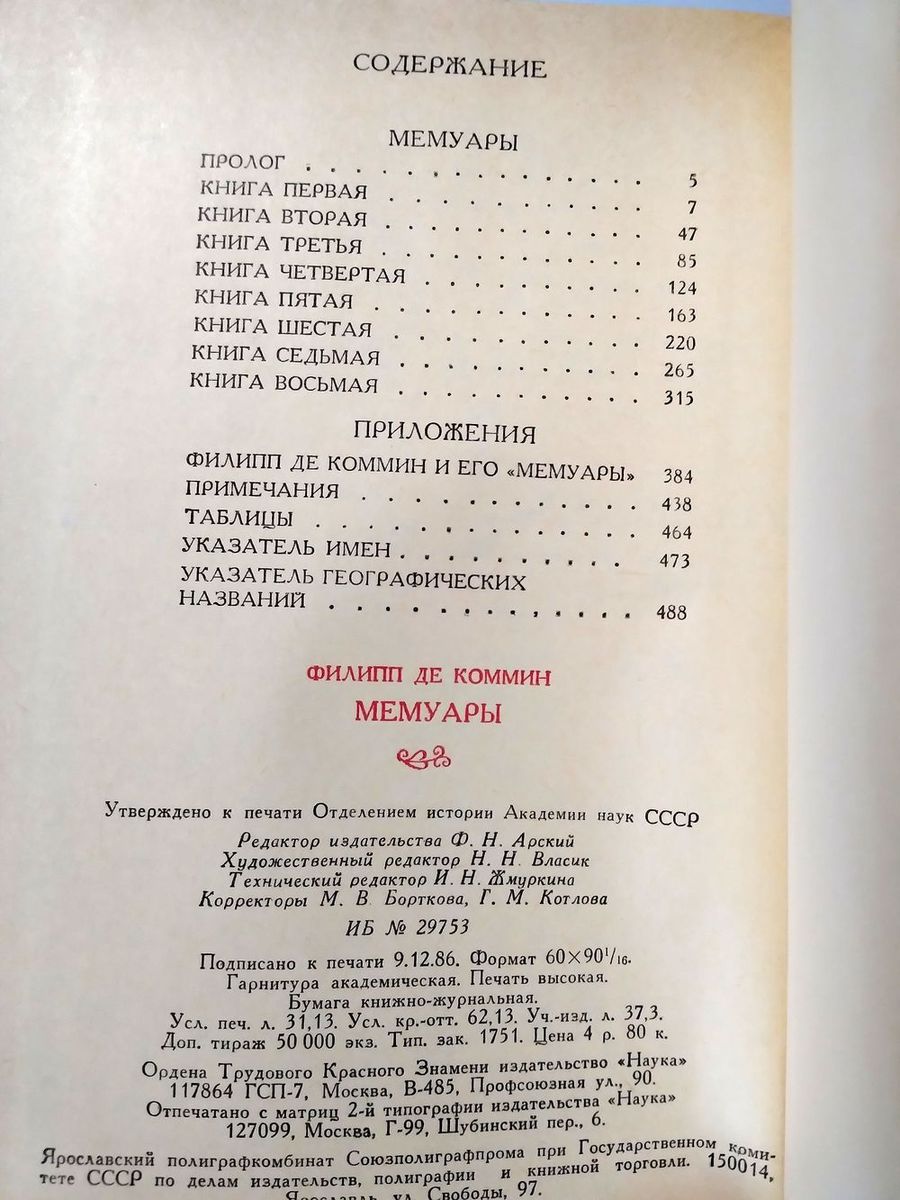 СОДЕРЖАНИЕ
МЕМУАРЫ
ПРОЛОГ . . . . . . . . . . . . . . 5
КНИГА ПЕРВАЯ . . . . . . . . . . . 7
КНИГА ВТОРАЯ . . . . . . . . . . . 47
КНИГА ТРЕТЬЯ . . . . . . . . . . . 85
КНИГА ЧЕТВЕРТАЯ . . . . . . . . . 124
КНИГА ПЯТАЯ . . . . . . . . . . . 163
КНИГА ШЕСТАЯ . . . . . . . . . . . 220
КНИГА СЕДЬМАЯ . . . . . . . . . . 265
КНИГА ВОСЬМАЯ . . . . . . . . . . 315
ПРИЛОЖЕНИЯ
ФИЛИПП ДЕ КОММИН И ЕГО «МЕМУАРЫ» 384
ПРИМЕЧАНИЯ . . . . . . . . . . . 438
ТАБЛИЦЫ . . . . . . . . . . . . . 464
УКАЗАТЕЛЬ ИМЕН . . . . . . . . . 473
УКАЗАТЕЛЬ ГЕОГРАФИЧЕСКИХ
НАЗВАНИЙ . . . . . . . . . . . . 488
ФИЛИПП ДЕ КОММИН
МЕМУАРЫ
Утверждено к печати Отделением истории Академии наук СССР
Редактор издательства Ф. Н. Арский
Художественный редактор Н. Н. Власик
Технический редактор И. Н. Жмуркина
Корректоры М. В. Борткова, Г. М. Котлова
ИБ № 29753
Подписано к печати 9.12.86. Формат 60×90¹/₁₆.
Гарнитура академическая. Печать высокая.
Бумага книжно-журнальная.
Усл. печ. л. 31,13. Усл. кр.-отт. 62,13. Уч.-изд. л. 37,3.
Доп. тираж 50 000 экз. Тип. зак. 1751. Цена 4 р. 80 к.
Ордена Трудового Красного Знамени издательство «Наука»
117864 ГСП-7, Москва, В-485, Профсоюзная ул., 90.
Отпечатано с матриц 2-й типографии издательства «Наука»
127099, Москва, Г-99, Шубинский пер., 6.
Ярославский полиграфкомбинат Союзполиграфпрома при Государственном коми-
тете СССР по делам издательств, полиграфии и книжной торговли. 150014,
Ярославль, ул. Свободы, 97.